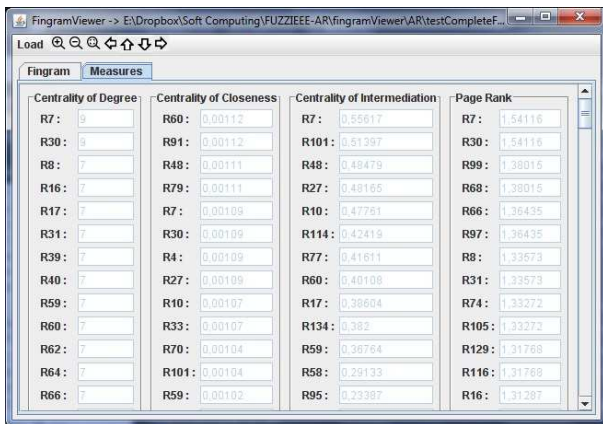 FingramViewer -> E:\Dropbox\Soft Computing\FUZZIEEE-AR\fingramViewer\AR\testCompleteF...
Load
Fingram Measures
Centrality of Degree Centrality of Closeness Centrality of Intermediation Page Rank
R7: 9 R60: 0,00112 R7: 0,55617 R7: 1,54116
R30: 9 R91: 0,00112 R101: 0,51397 R30: 1,54116
R8: 7 R48: 0,00111 R48: 0,48479 R99: 1,38015
R16: 7 R79: 0,00111 R27: 0,48165 R68: 1,38015
R17: 7 R7: 0,00109 R10: 0,47761 R66: 1,36435
R31: 7 R30: 0,00109 R114: 0,42419 R97: 1,36435
R39: 7 R4: 0,00109 R77: 0,41611 R8: 1,33573
R40: 7 R27: 0,00109 R60: 0,40108 R31: 1,33573
R59: 7 R10: 0,00107 R17: 0,38604 R74: 1,33272
R60: 7 R33: 0,00107 R134: 0,382 R105: 1,33272
R62: 7 R70: 0,00104 R59: 0,36764 R129: 1,31768
R64: 7 R101: 0,00104 R58: 0,29133 R116: 1,31768
R66: 7 R59: 0,00102 R95: 0,23387 R16: 1,31287